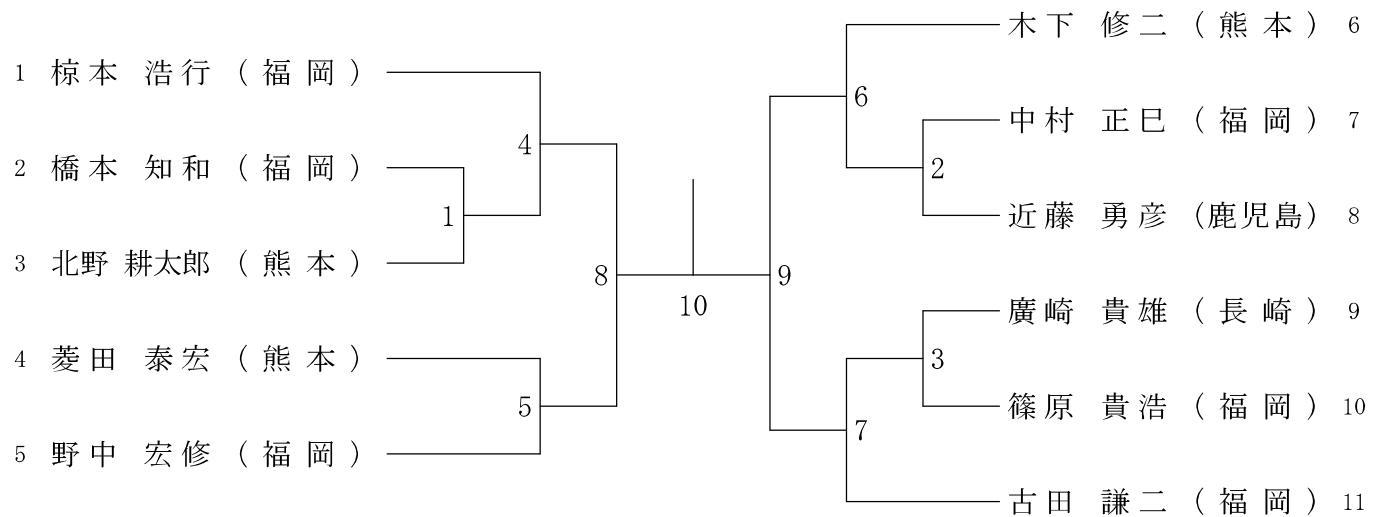 1 椋本 浩行 （ 福 岡 ）
2 橋本 知和 （ 福 岡 ）
3 北野 耕太郎 （ 熊 本 ）
4 菱田 泰宏 （ 熊 本 ）
5 野中 宏修 （ 福 岡 ）
4
1
8
5
10
9
6
2
3
7
木下 修二 （ 熊 本 ） 6
中村 正巳 （ 福 岡 ） 7
近藤 勇彦 （鹿児島） 8
廣崎 貴雄 （ 長 崎 ） 9
篠原 貴浩 （ 福 岡 ） 10
古田 謙二 （ 福 岡 ） 11